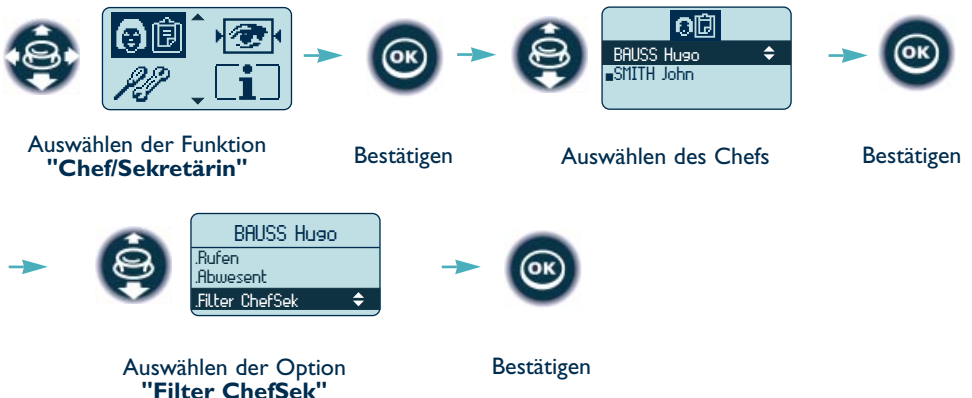 OK
BAUSS Hugo
SMITH John
OK
Auswählen der Funktion
"Chef/Sekretärin"
Bestätigen
Auswählen des Chefs
Bestätigen
BAUSS Hugo
.Rufen
.Abwesent
.Filter ChefSek
OK
Auswählen der Option
"Filter ChefSek"
Bestätigen